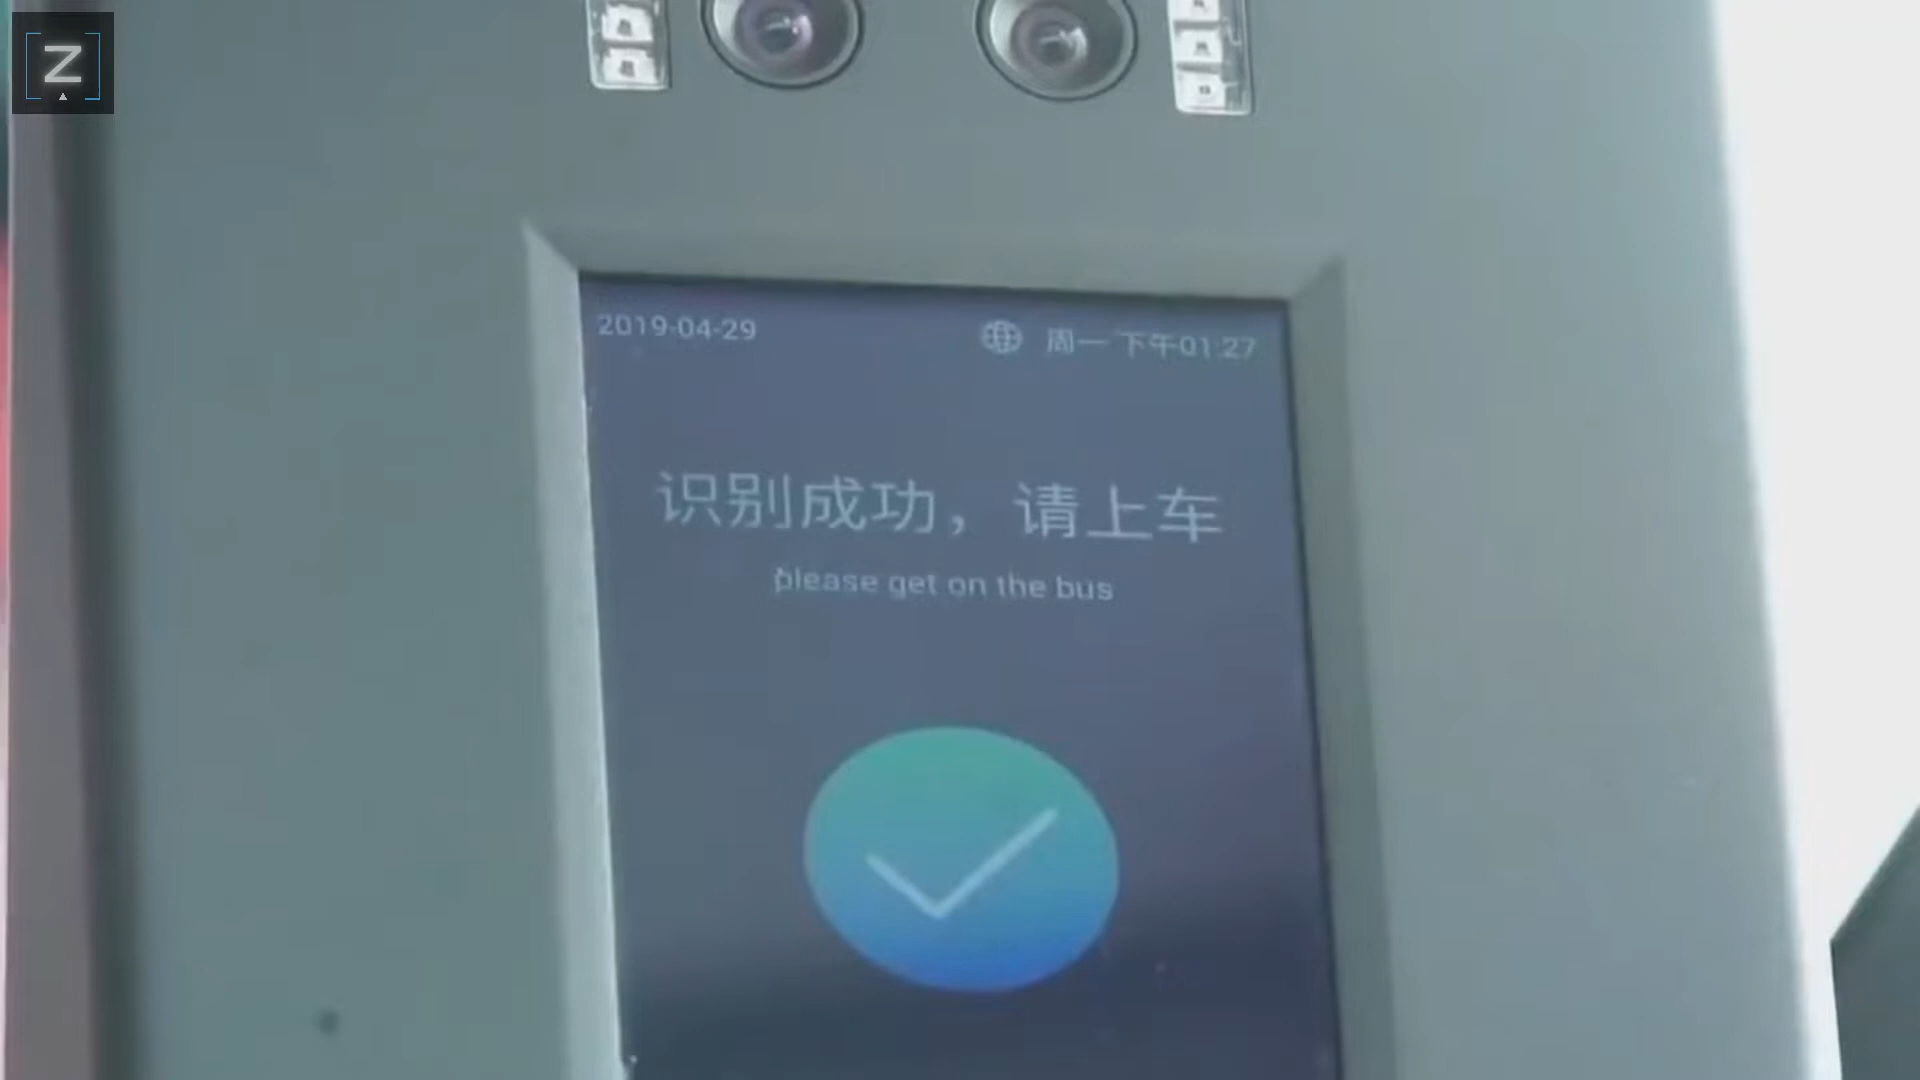 Z
2019-04-29
周一 下午01:27
识别成功，请上车
please get on the bus